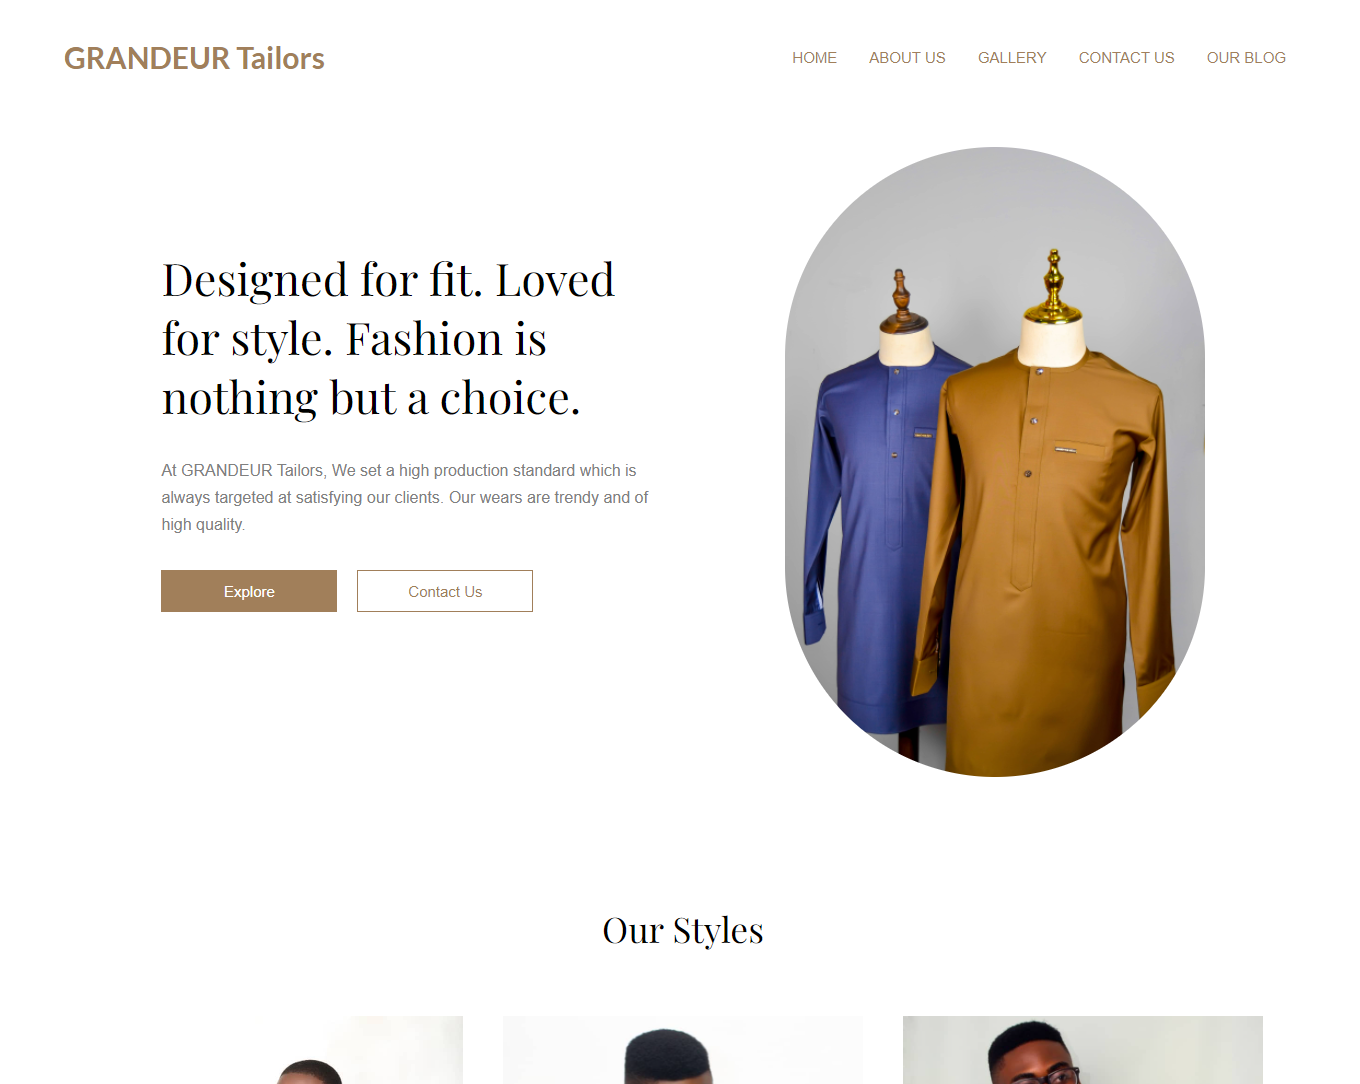 GRANDEUR Tailors
HOME ABOUT US GALLERY CONTACT US OUR BLOG
Designed for fit. Loved
for style. Fashion is
nothing but a choice.
At GRANDEUR Tailors, We set a high production standard which is
always targeted at satisfying our clients. Our wears are trendy and of
high quality.
Explore
Contact Us
Our Styles